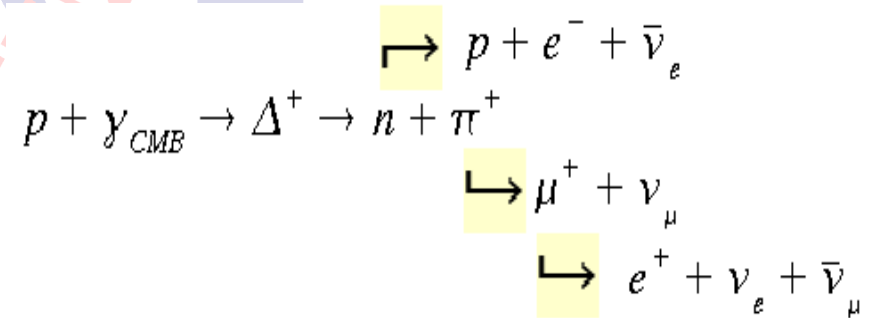 ↱ p + e⁻ + ν̄ₑ
p + γ_CMB → Δ⁺ → n + π⁺
↳ μ⁺ + ν_μ
↳ e⁺ + νₑ + ν̄_μ